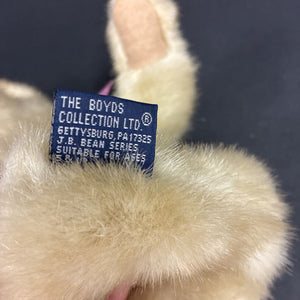 THE BOYDS
COLLECTION LTD.®
GETTYSBURG, PA 17325
J.B. BEAN SERIES
SUITABLE FOR AGES